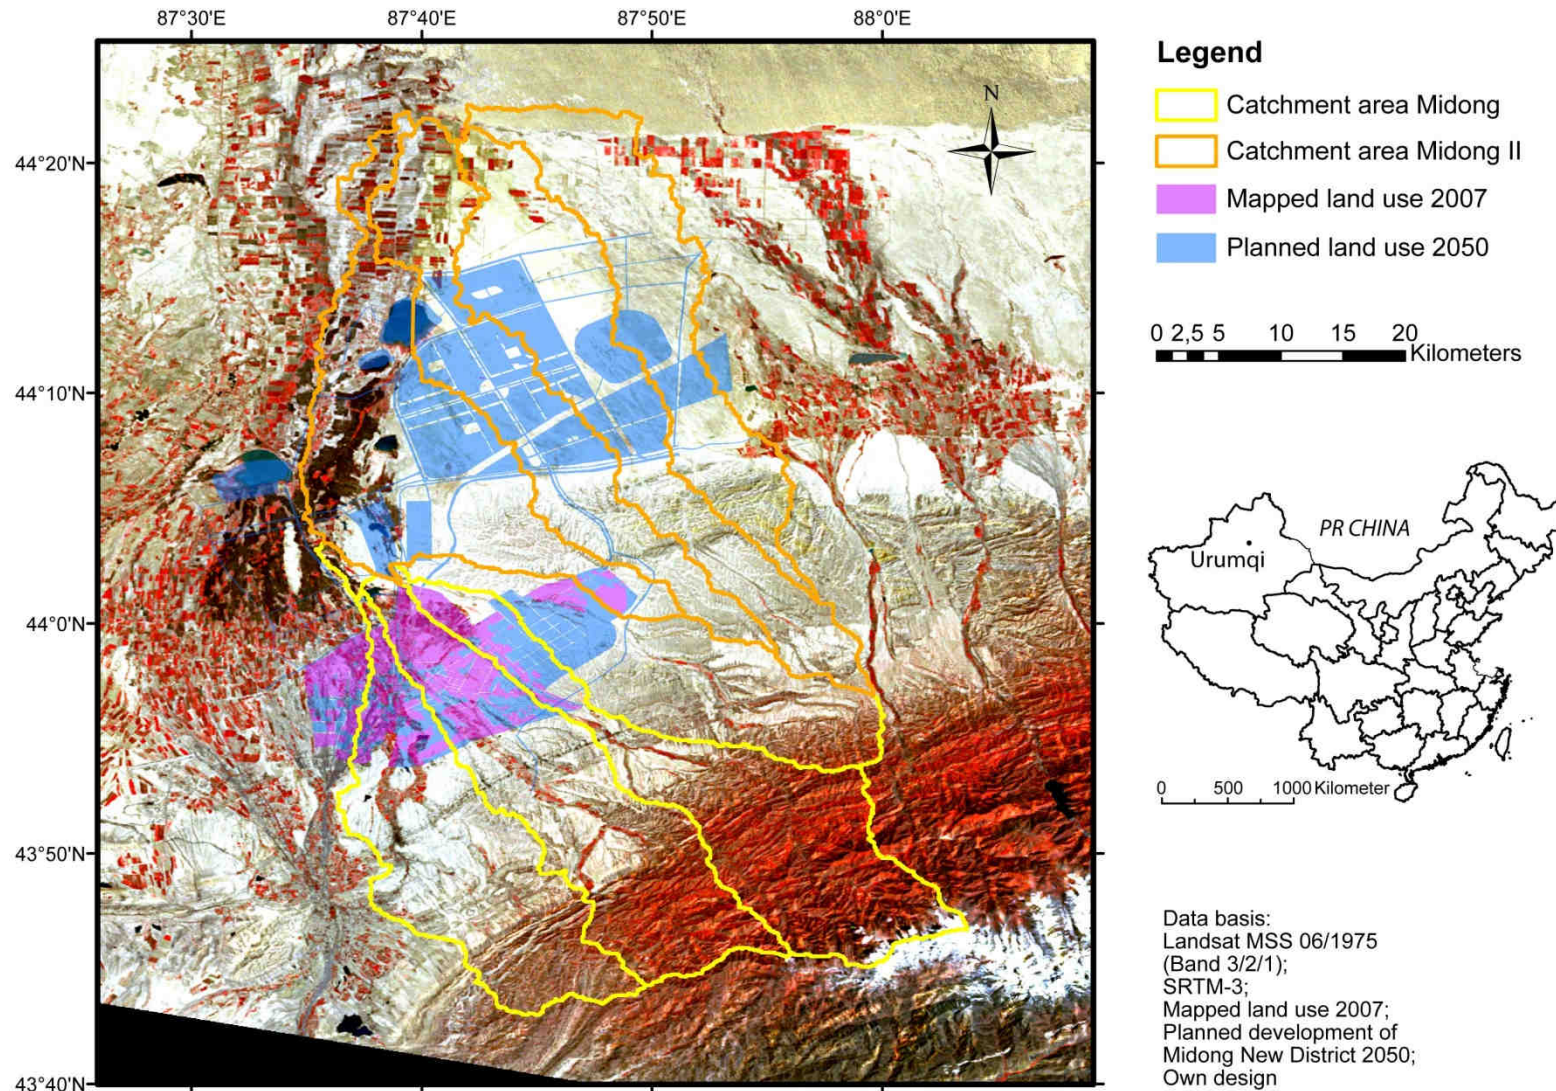 87°30'E 87°40'E 87°50'E 88°0'E
44°20'N
44°10'N
44°0'N
43°50'N
43°40'N
N
Legend
Catchment area Midong
Catchment area Midong II
Mapped land use 2007
Planned land use 2050
0 2,5 5 10 15 20
Kilometers
PR CHINA
Urumqi
0 500 1000 Kilometer
Data basis:
Landsat MSS 06/1975
(Band 3/2/1);
SRTM-3;
Mapped land use 2007;
Planned development of
Midong New District 2050;
Own design